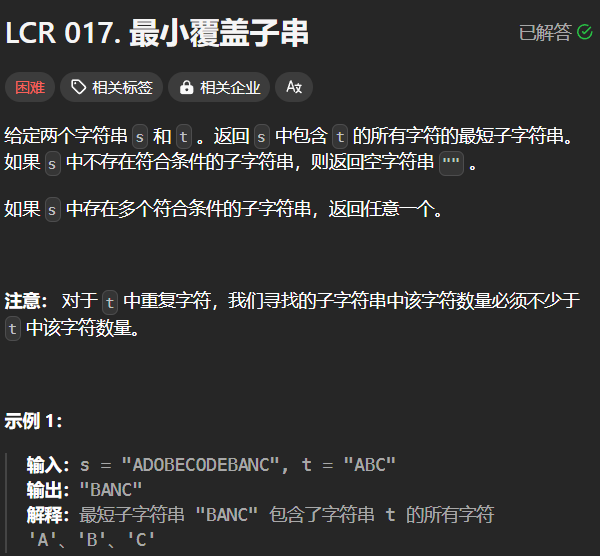 LCR 017. 最小覆盖子串
已解答
困难 相关标签 相关企业 Aあ
给定两个字符串 s 和 t 。返回 s 中包含 t 的所有字符的最短子字符串。
如果 s 中不存在符合条件的子字符串，则返回空字符串 "" 。
如果 s 中存在多个符合条件的子字符串，返回任意一个。
注意： 对于 t 中重复字符，我们寻找的子字符串中该字符数量必须不少于
t 中该字符数量。
示例 1：
输入：s = "ADOBECODEBANC", t = "ABC"
输出："BANC"
解释：最短子字符串 "BANC" 包含了字符串 t 的所有字符
'A'、'B'、'C'